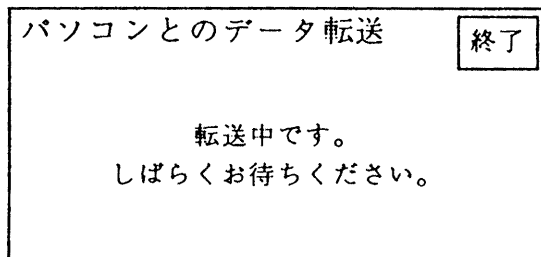 パソコンとのデータ転送
終了
転送中です。
しばらくお待ちください。